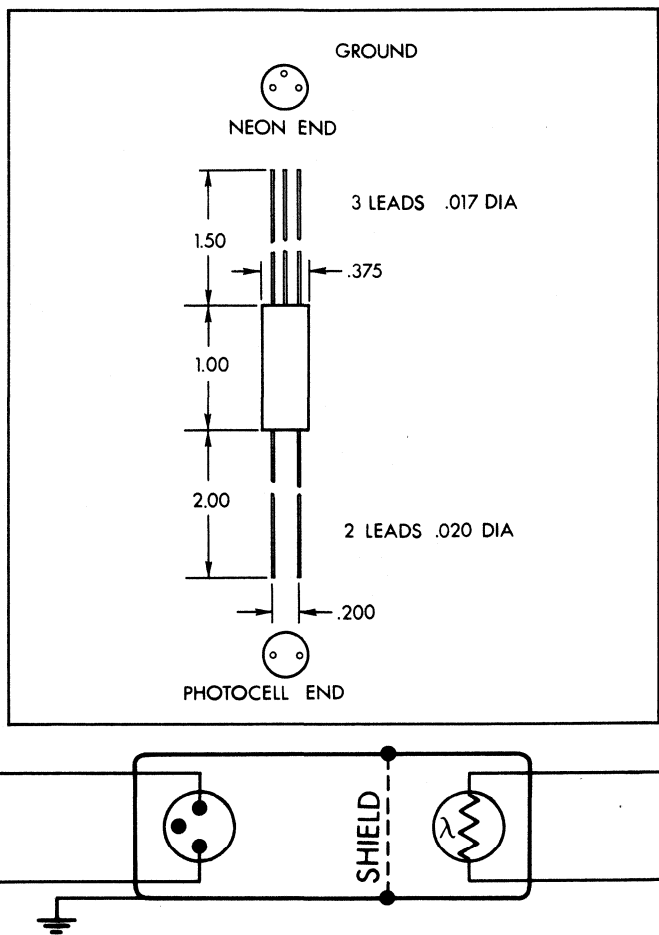 GROUND
NEON END
3 LEADS .017 DIA
1.50
.375
1.00
2.00
2 LEADS .020 DIA
.200
PHOTOCELL END
SHIELD
λ